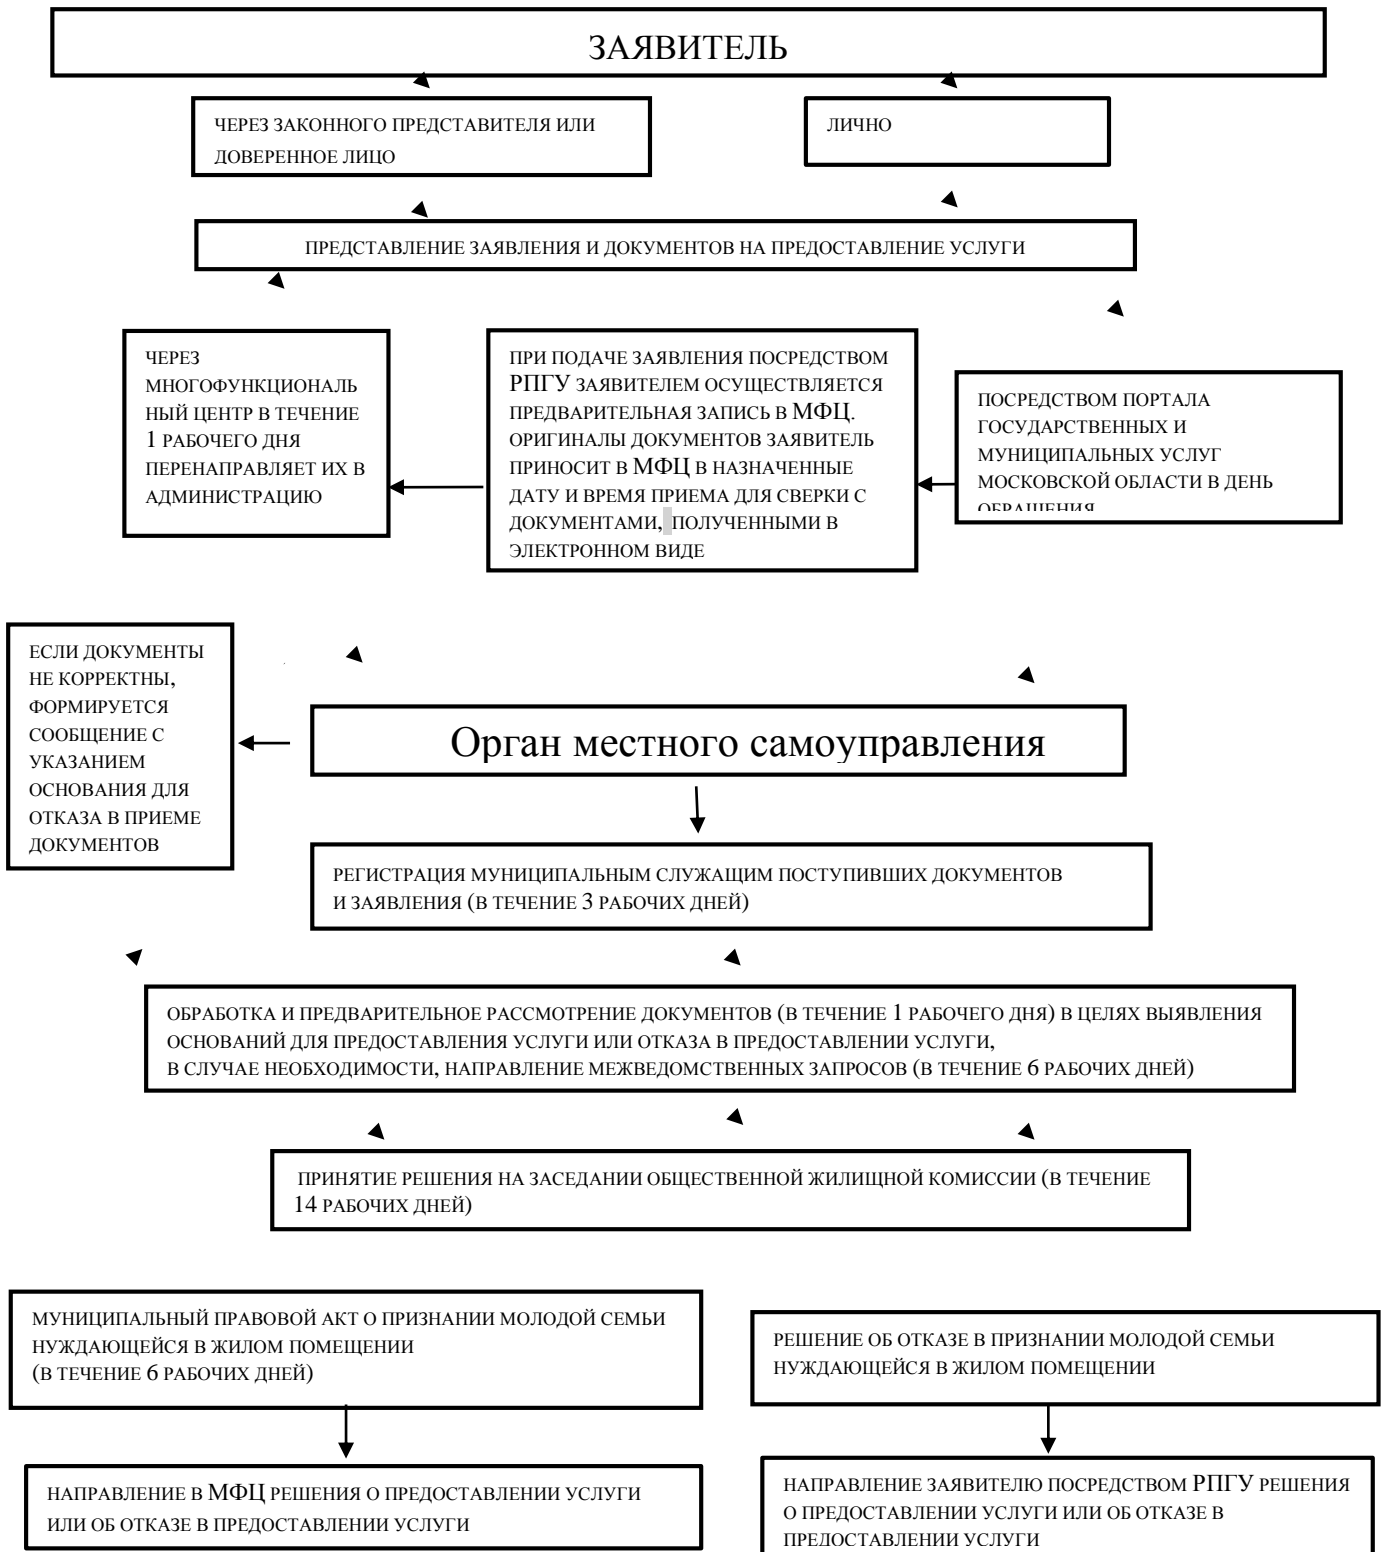 ЗАЯВИТЕЛЬ
ЧЕРЕЗ ЗАКОННОГО ПРЕДСТАВИТЕЛЯ ИЛИ
ДОВЕРЕННОЕ ЛИЦО
ЛИЧНО
ПРЕДСТАВЛЕНИЕ ЗАЯВЛЕНИЯ И ДОКУМЕНТОВ НА ПРЕДОСТАВЛЕНИЕ УСЛУГИ
ЧЕРЕЗ
МНОГОФУНКЦИОНАЛЬ
НЫЙ ЦЕНТР В ТЕЧЕНИЕ
1 РАБОЧЕГО ДНЯ
ПЕРЕНАПРАВЛЯЕТ ИХ В
АДМИНИСТРАЦИЮ
ПРИ ПОДАЧЕ ЗАЯВЛЕНИЯ ПОСРЕДСТВОМ
РПГУ ЗАЯВИТЕЛЕМ ОСУЩЕСТВЛЯЕТСЯ
ПРЕДВАРИТЕЛЬНАЯ ЗАПИСЬ В МФЦ.
ОРИГИНАЛЫ ДОКУМЕНТОВ ЗАЯВИТЕЛЬ
ПРИНОСИТ В МФЦ В НАЗНАЧЕННЫЕ
ДАТУ И ВРЕМЯ ПРИЕМА ДЛЯ СВЕРКИ С
ДОКУМЕНТАМИ, ПОЛУЧЕННЫМИ В
ЭЛЕКТРОННОМ ВИДЕ
ПОСРЕДСТВОМ ПОРТАЛА
ГОСУДАРСТВЕННЫХ И
МУНИЦИПАЛЬНЫХ УСЛУГ
МОСКОВСКОЙ ОБЛАСТИ В ДЕНЬ
ОБРАЩЕНИЯ
ЕСЛИ ДОКУМЕНТЫ
НЕ КОРРЕКТНЫ,
ФОРМИРУЕТСЯ
СООБЩЕНИЕ С
УКАЗАНИЕМ
ОСНОВАНИЯ ДЛЯ
ОТКАЗА В ПРИЕМЕ
ДОКУМЕНТОВ
Орган местного самоуправления
РЕГИСТРАЦИЯ МУНИЦИПАЛЬНЫМ СЛУЖАЩИМ ПОСТУПИВШИХ ДОКУМЕНТОВ
И ЗАЯВЛЕНИЯ (В ТЕЧЕНИЕ 3 РАБОЧИХ ДНЕЙ)
ОБРАБОТКА И ПРЕДВАРИТЕЛЬНОЕ РАССМОТРЕНИЕ ДОКУМЕНТОВ (В ТЕЧЕНИЕ 1 РАБОЧЕГО ДНЯ) В ЦЕЛЯХ ВЫЯВЛЕНИЯ
ОСНОВАНИЙ ДЛЯ ПРЕДОСТАВЛЕНИЯ УСЛУГИ ИЛИ ОТКАЗА В ПРЕДОСТАВЛЕНИИ УСЛУГИ,
В СЛУЧАЕ НЕОБХОДИМОСТИ, НАПРАВЛЕНИЕ МЕЖВЕДОМСТВЕННЫХ ЗАПРОСОВ (В ТЕЧЕНИЕ 6 РАБОЧИХ ДНЕЙ)
ПРИНЯТИЕ РЕШЕНИЯ НА ЗАСЕДАНИИ ОБЩЕСТВЕННОЙ ЖИЛИЩНОЙ КОМИССИИ (В ТЕЧЕНИЕ
14 РАБОЧИХ ДНЕЙ)
МУНИЦИПАЛЬНЫЙ ПРАВОВОЙ АКТ О ПРИЗНАНИИ МОЛОДОЙ СЕМЬИ
НУЖДАЮЩЕЙСЯ В ЖИЛОМ ПОМЕЩЕНИИ
(В ТЕЧЕНИЕ 6 РАБОЧИХ ДНЕЙ)
РЕШЕНИЕ ОБ ОТКАЗЕ В ПРИЗНАНИИ МОЛОДОЙ СЕМЬИ
НУЖДАЮЩЕЙСЯ В ЖИЛОМ ПОМЕЩЕНИИ
НАПРАВЛЕНИЕ В МФЦ РЕШЕНИЯ О ПРЕДОСТАВЛЕНИИ УСЛУГИ
ИЛИ ОБ ОТКАЗЕ В ПРЕДОСТАВЛЕНИИ УСЛУГИ
НАПРАВЛЕНИЕ ЗАЯВИТЕЛЮ ПОСРЕДСТВОМ РПГУ РЕШЕНИЯ
О ПРЕДОСТАВЛЕНИИ УСЛУГИ ИЛИ ОБ ОТКАЗЕ В
ПРЕДОСТАВЛЕНИИ УСЛУГИ